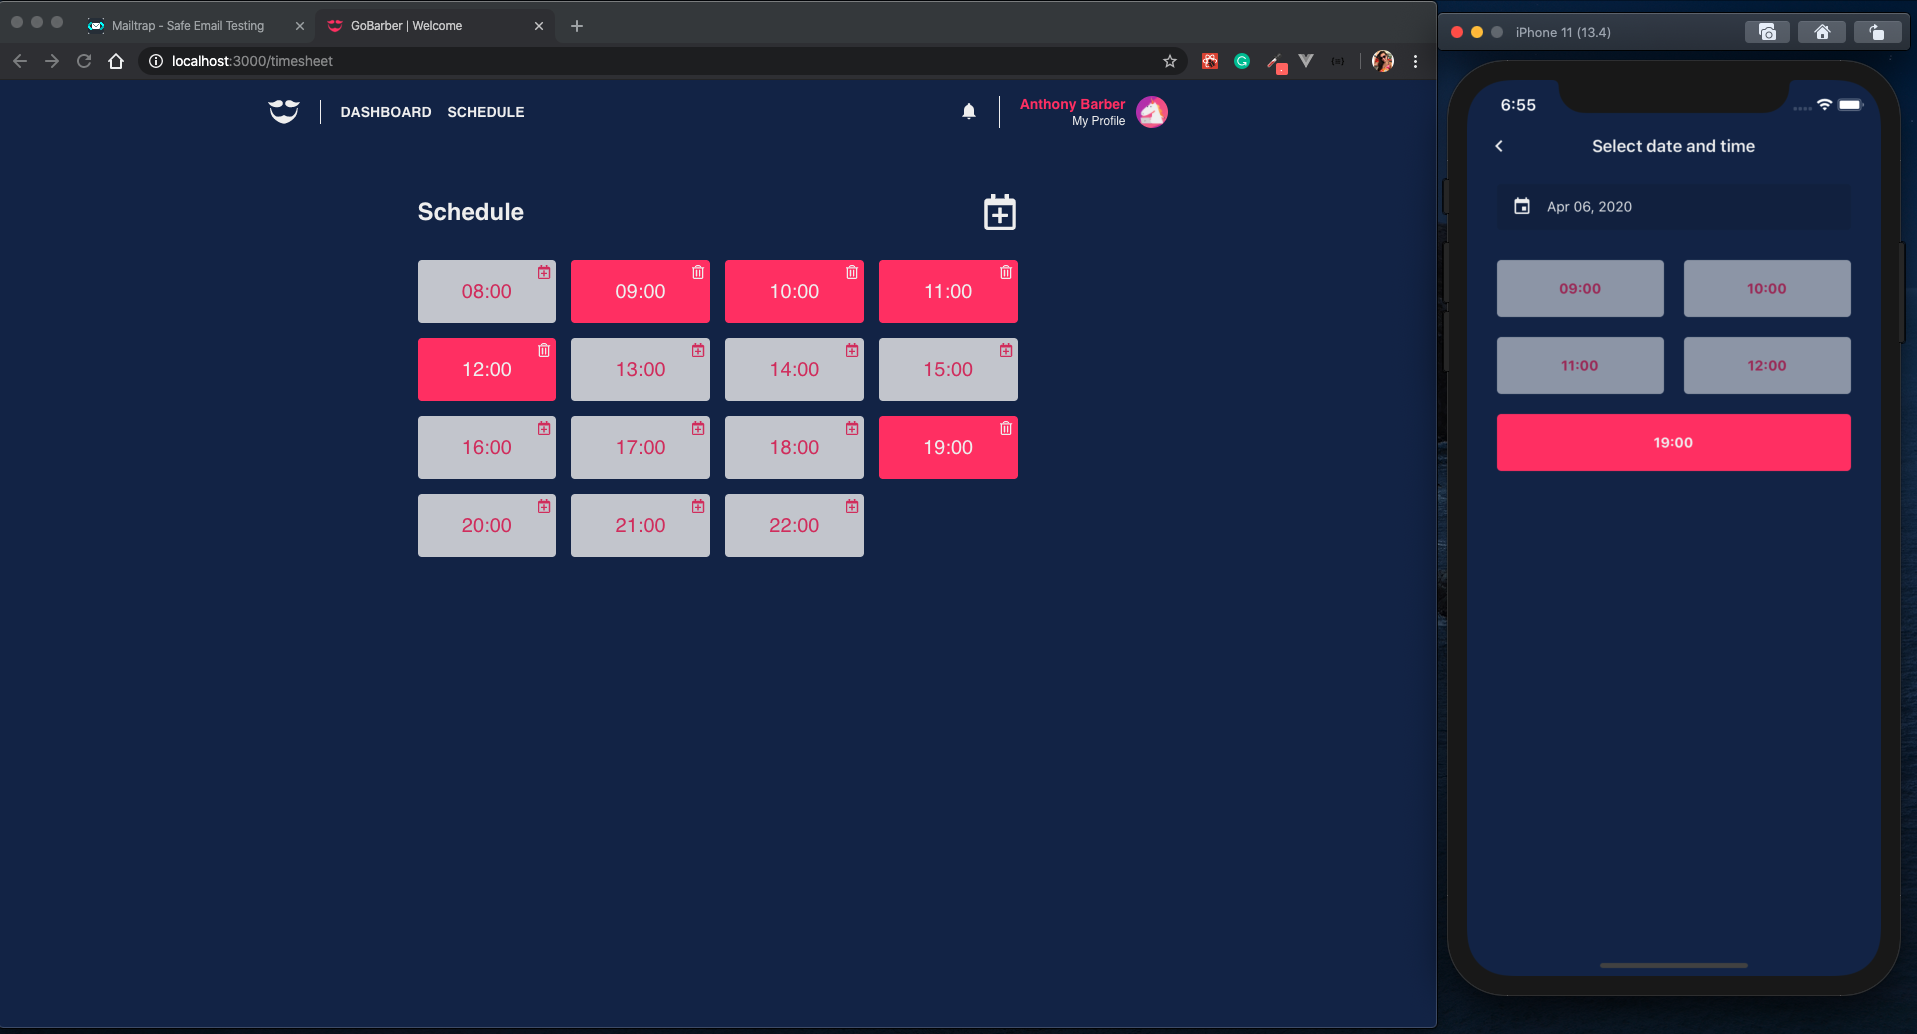 Mailtrap - Safe Email Testing
GoBarber | Welcome
localhost:3000/timesheet
DASHBOARD SCHEDULE
Anthony Barber
My Profile
Schedule
08:00 09:00 10:00 11:00
12:00 13:00 14:00 15:00
16:00 17:00 18:00 19:00
20:00 21:00 22:00
iPhone 11 (13.4)
6:55
Select date and time
Apr 06, 2020
09:00 10:00
11:00 12:00
19:00